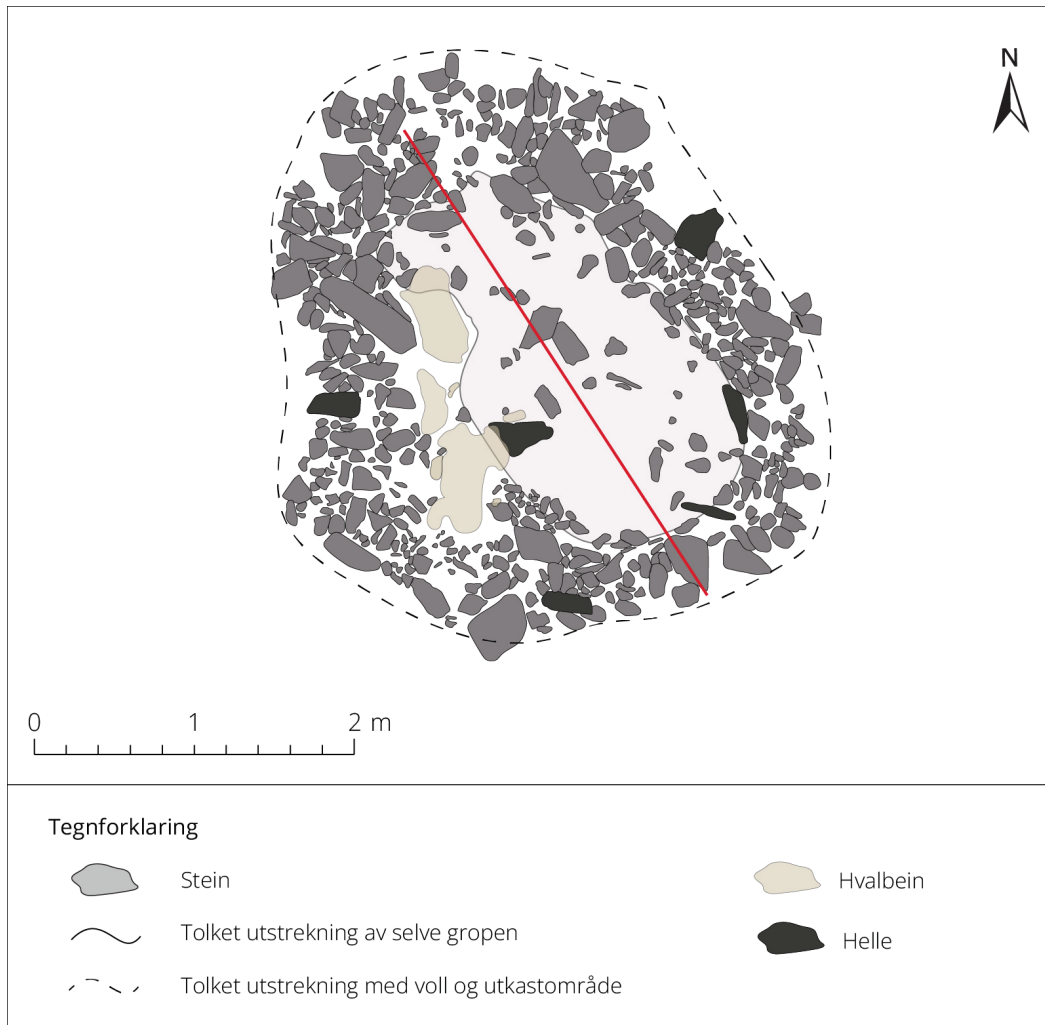 N
0 1 2 m
Tegnforklaring
Stein
Hvalbein
Tolket utstrekning av selve gropen
Helle
Tolket utstrekning med voll og utkastområde